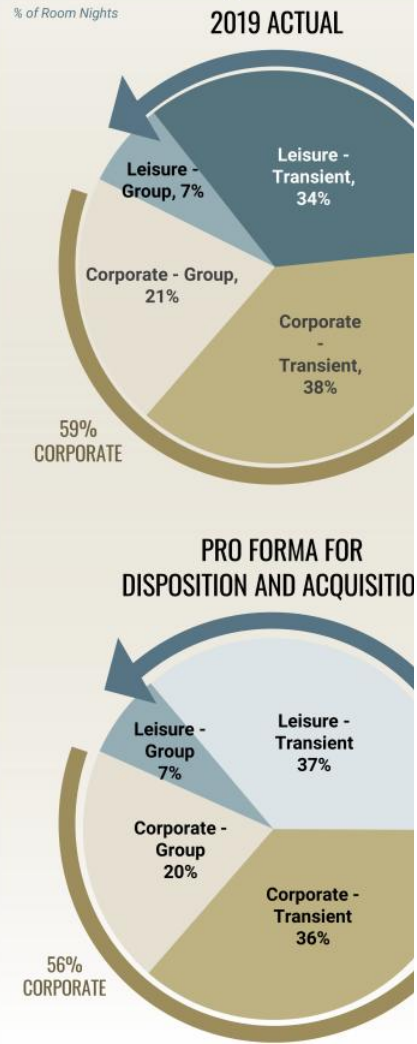 % of Room Nights
2019 ACTUAL
Leisure -
Transient,
34%
Leisure -
Group, 7%
Corporate - Group,
21%
Corporate
-
Transient,
38%
59%
CORPORATE
PRO FORMA FOR
DISPOSITION AND ACQUISITIO
Leisure -
Transient
37%
Leisure -
Group
7%
Corporate -
Group
20%
Corporate -
Transient
36%
56%
CORPORATE